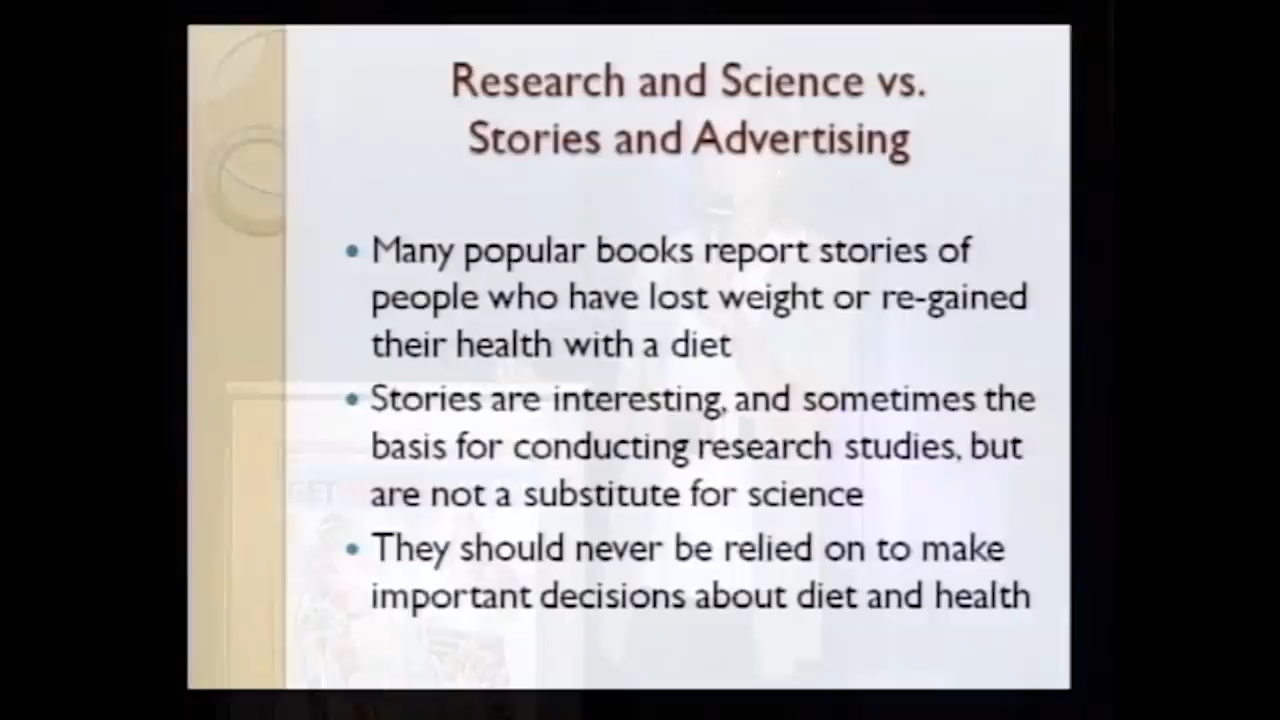 Research and Science vs.
Stories and Advertising
• Many popular books report stories of
people who have lost weight or re-gained
their health with a diet
• Stories are interesting, and sometimes the
basis for conducting research studies, but
are not a substitute for science
• They should never be relied on to make
important decisions about diet and health
GET